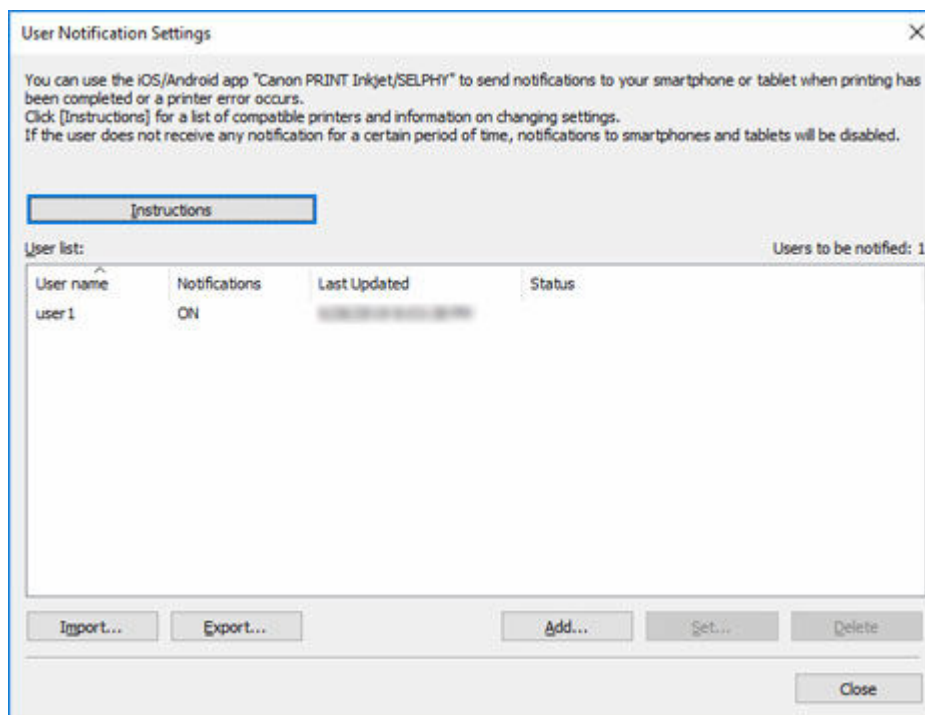 User Notification Settings
You can use the iOS/Android app "Canon PRINT Inkjet/SELPHY" to send notifications to your smartphone or tablet when printing has
been completed or a printer error occurs.
Click [Instructions] for a list of compatible printers and information on changing settings.
If the user does not receive any notification for a certain period of time, notifications to smartphones and tablets will be disabled.
Instructions
User list: Users to be notified: 1
User name Notifications Last Updated Status
user1 ON
Import... Export... Add... Set... Delete
Close